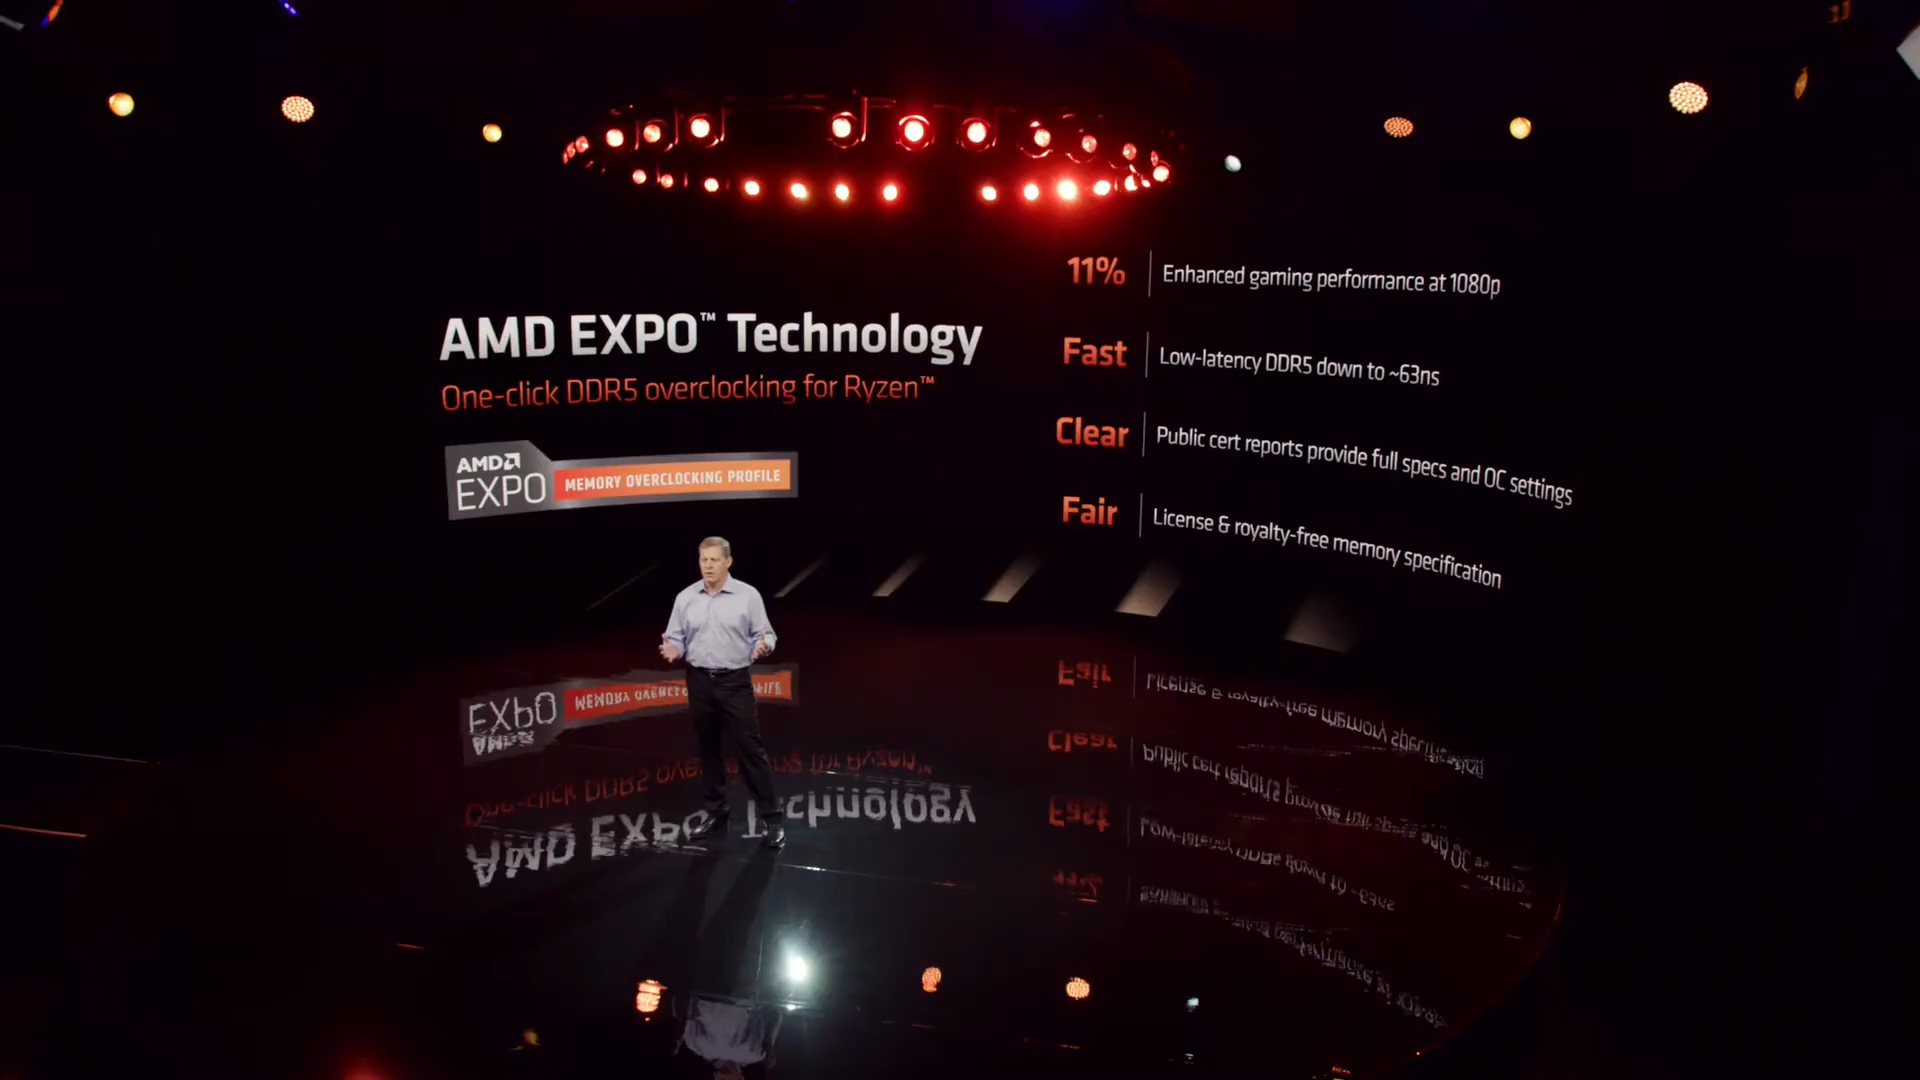 AMD EXPO™ Technology
One-click DDR5 overclocking for Ryzen™
AMD
EXPO
MEMORY OVERCLOCKING PROFILE
11%
Enhanced gaming performance at 1080p
Fast
Low-latency DDR5 down to ~63ns
Clear
Public cert reports provide full specs and OC settings
Fair
License & royalty-free memory specification